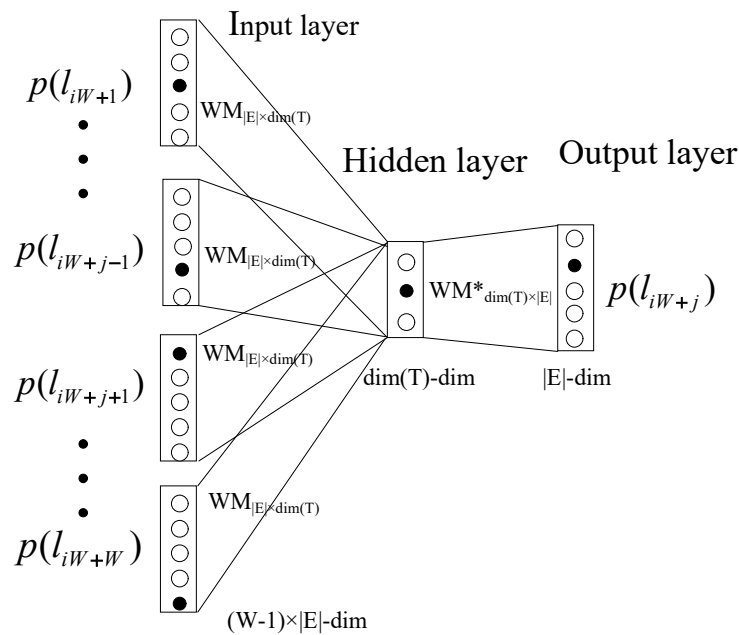 Input layer
p(l_{iW+1})
WM_{|E|×dim(T)}
Hidden layer
Output layer
p(l_{iW+j-1})
WM_{|E|×dim(T)}
WM*_{dim(T)×|E|}
p(l_{iW+j})
p(l_{iW+j+1})
WM_{|E|×dim(T)}
dim(T)-dim
|E|-dim
p(l_{iW+W})
WM_{|E|×dim(T)}
(W-1)×|E|-dim